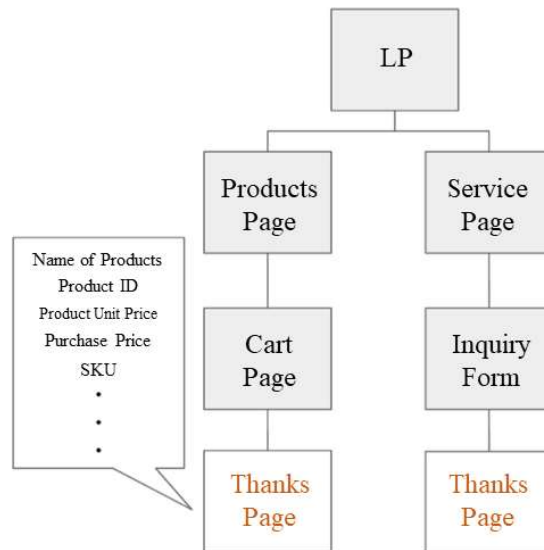 LP
Products
Page
Service
Page
Name of Products
Product ID
Product Unit Price
Purchase Price
SKU
Cart
Page
Inquiry
Form
Thanks
Page
Thanks
Page